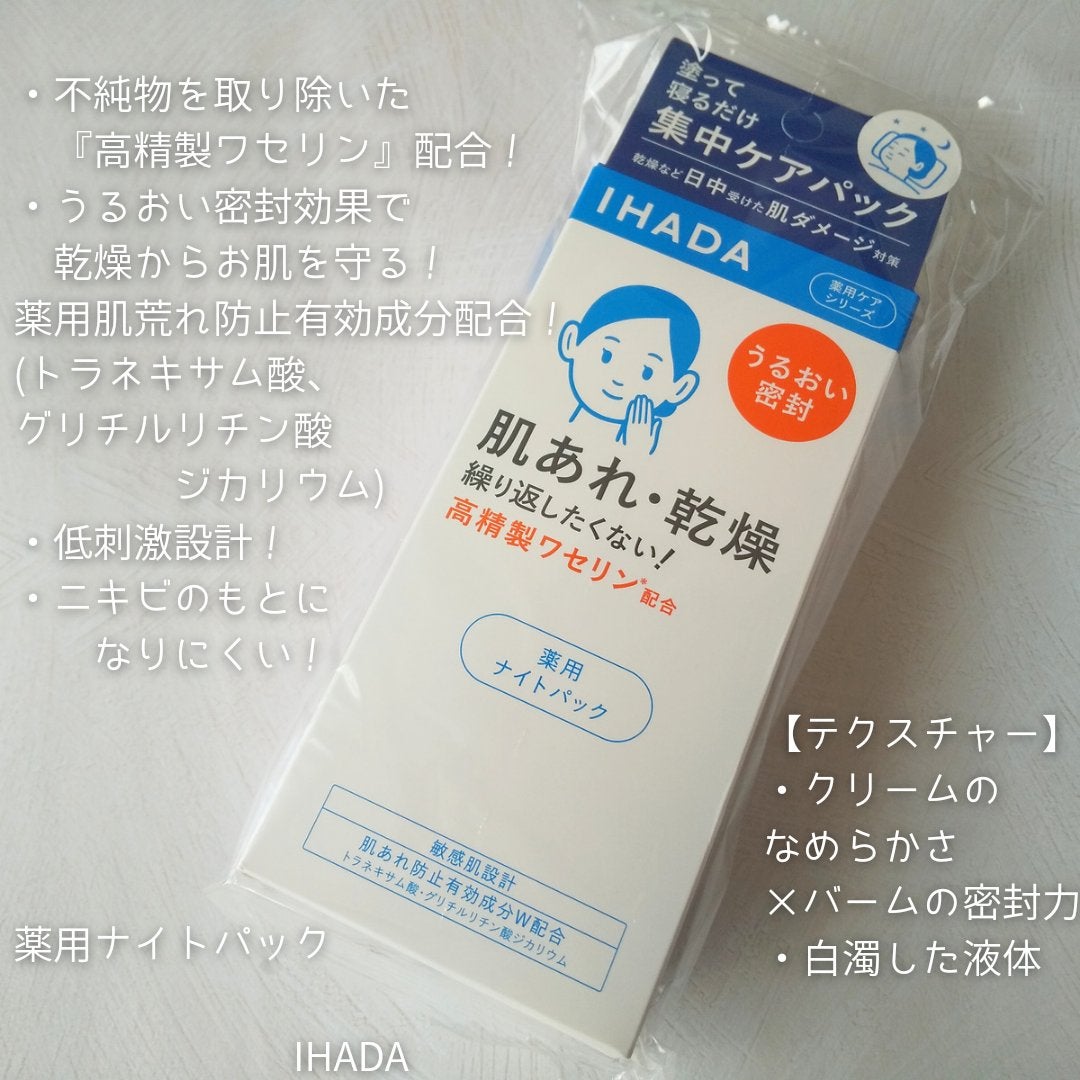 ・不純物を取り除いた
『高精製ワセリン』配合！
・うるおい密封効果で
乾燥からお肌を守る！
薬用肌荒れ防止有効成分配合！
(トラネキサム酸、
グリチルリチン酸
ジカリウム)
・低刺激設計！
・ニキビのもとに
なりにくい！
塗って
寝るだけ
集中ケアパック
乾燥など日中受けた肌ダメージ対策
IHADA
薬用ケア
シリーズ
うるおい
密封
肌あれ・乾燥
繰り返したくない！
高精製ワセリン*配合
薬用
ナイトパック
敏感肌設計
肌あれ防止有効成分W配合
トラネキサム酸・グリチルリチン酸ジカリウム
【テクスチャー】
・クリームの
なめらかさ
×バームの密封力
・白濁した液体
薬用ナイトパック
IHADA